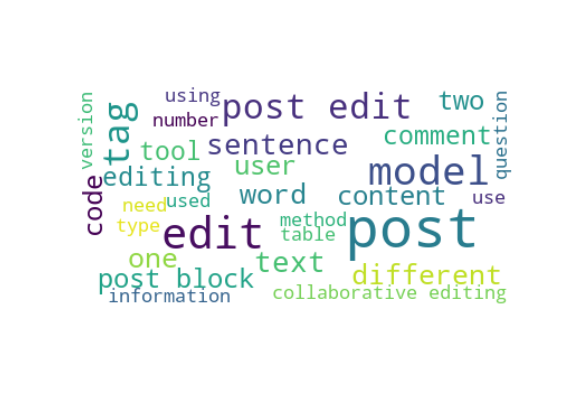 using
post edit
two
number
version
tag
sentence
comment
question
tool
user
model
editing
code
word
content
use
need
used
type
edit
method
table
post
one
text
different
post block
information
collaborative editing